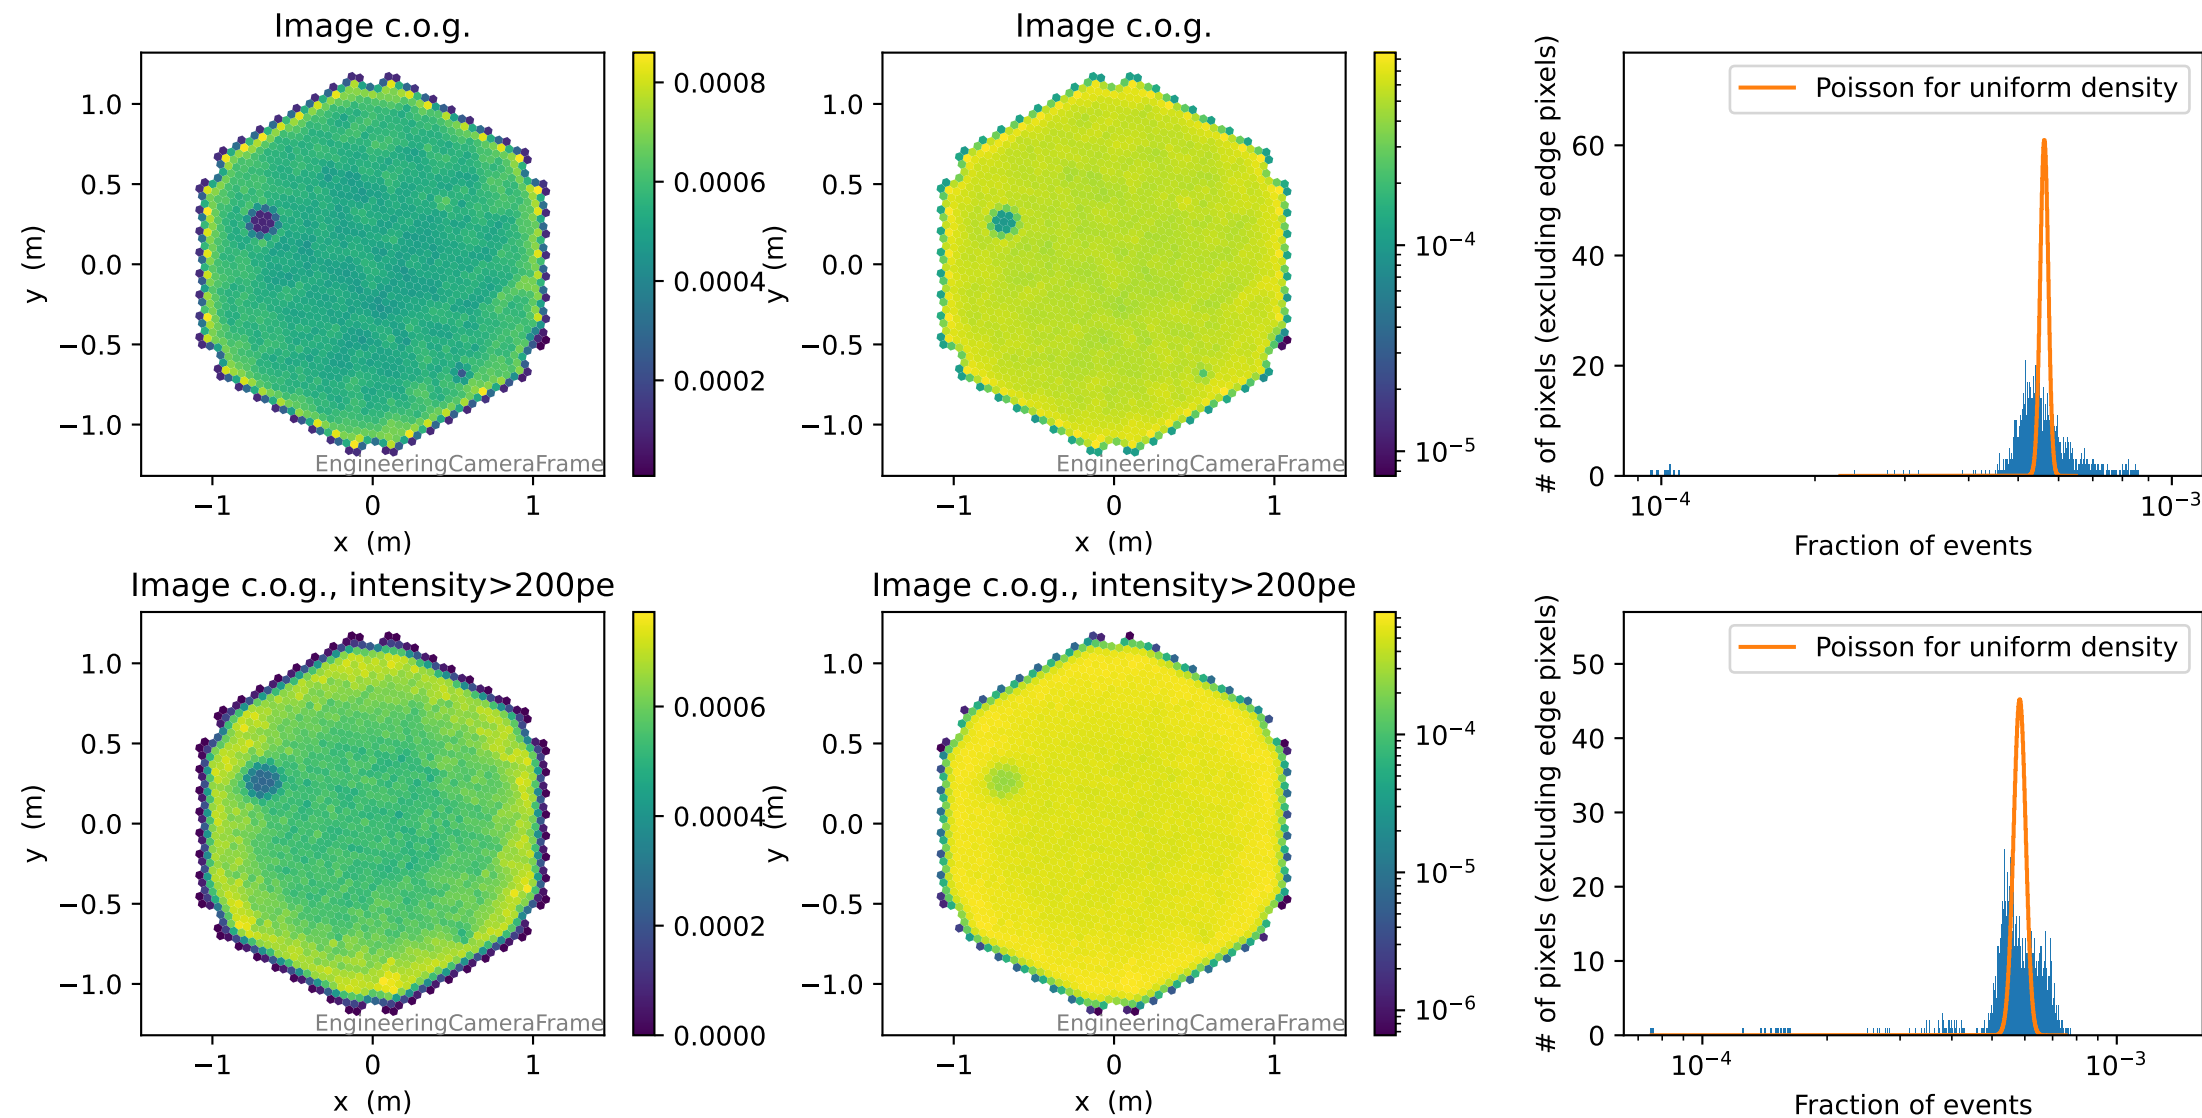 Image c.o.g.
1.0
0.5
0.0
−0.5
−1.0
y (m)
−1 0 1
x (m)
EngineeringCameraFrame
0.0008
0.0006
0.0004
0.0002
Image c.o.g.
1.0
0.5
0.0
−0.5
−1.0
y (m)
−1 0 1
x (m)
EngineeringCameraFrame
10−4
10−5
Poisson for uniform density
# of pixels (excluding edge pixels)
60
40
20
0
10−4 10−3
Fraction of events
Image c.o.g., intensity>200pe
1.0
0.5
0.0
−0.5
−1.0
y (m)
−1 0 1
x (m)
EngineeringCameraFrame
0.0006
0.0004
0.0002
0.0000
Image c.o.g., intensity>200pe
1.0
0.5
0.0
−0.5
−1.0
y (m)
−1 0 1
x (m)
EngineeringCameraFrame
10−4
10−5
10−6
Poisson for uniform density
# of pixels (excluding edge pixels)
50
40
30
20
10
0
10−4 10−3
Fraction of events